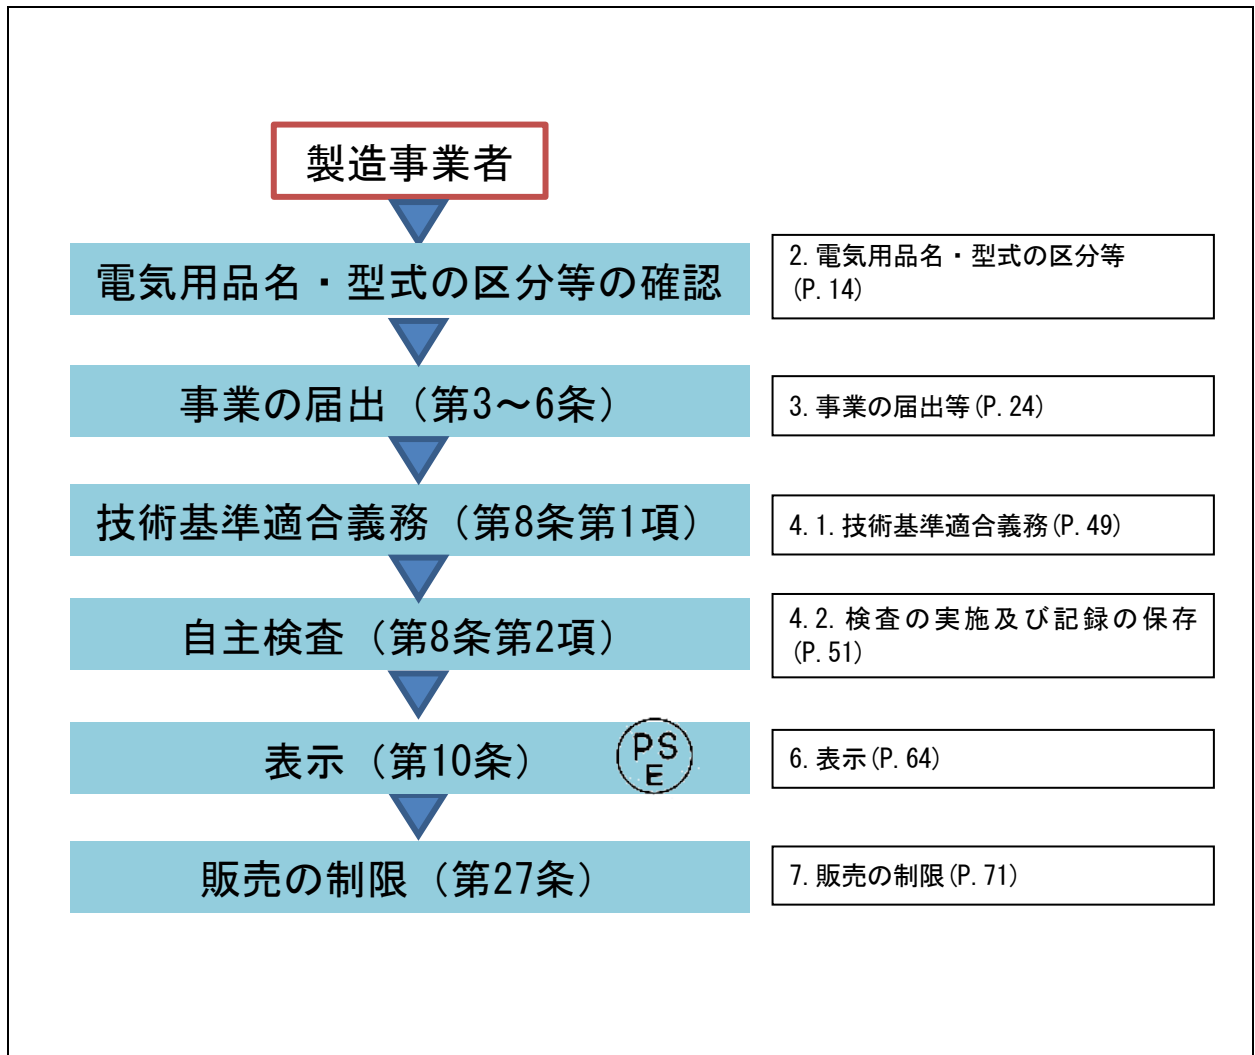 製造事業者
電気用品名・型式の区分等の確認
2.電気用品名・型式の区分等
(P.14)
事業の届出（第3～6条）
3.事業の届出等(P.24)
技術基準適合義務（第8条第1項）
4.1.技術基準適合義務(P.49)
自主検査（第8条第2項）
4.2.検査の実施及び記録の保存
(P.51)
表示（第10条）
PS
E
6.表示(P.64)
販売の制限（第27条）
7.販売の制限(P.71)